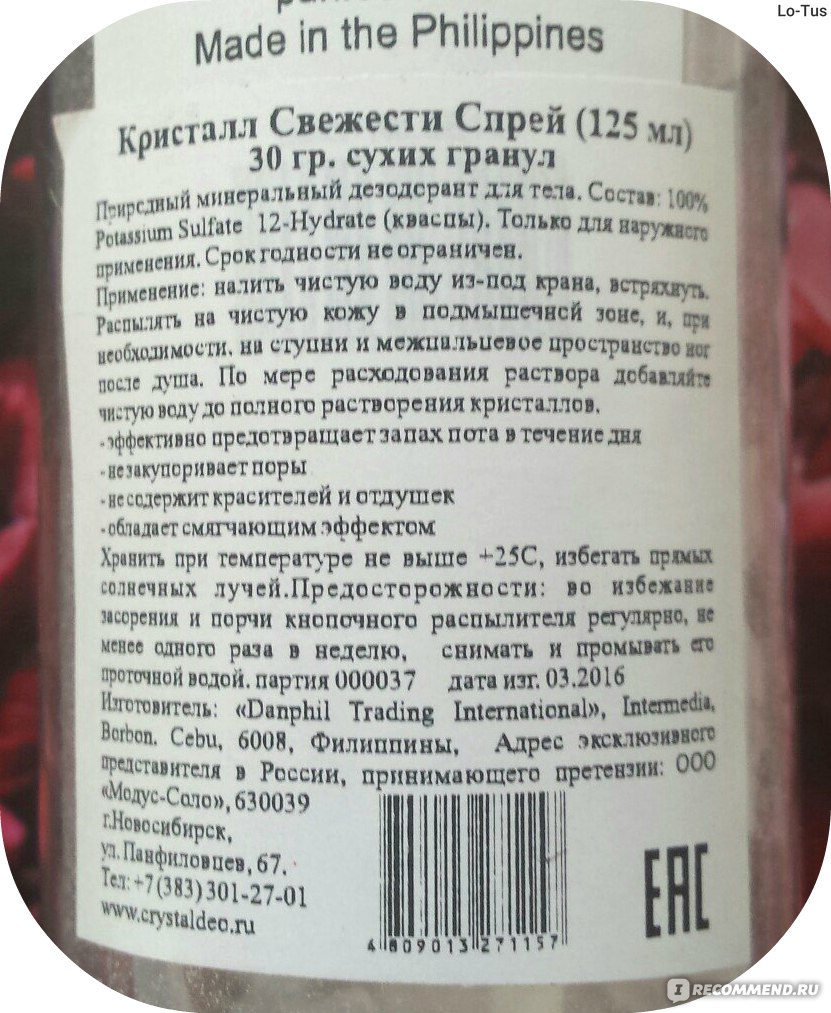 Lo-Tus
Made in the Philippines
Кристалл Свежести Спрей (125 мл)
30 гр. сухих гранул
Природный минеральный дезодорант для тела. Состав: 100%
Potassium Sulfate 12-Hydrate (квасцы). Только для наружного
применения. Срок годности не ограничен.
Применение: налить чистую воду из-под крана, встряхнуть.
Распылять на чистую кожу в подмышечной зоне, и, при
необходимости, на ступни и межпальцевое пространство ног
после душа. По мере расходования раствора добавляйте
чистую воду до полного растворения кристаллов.
-эффективно предотвращает запах пота в течение дня
-не закупоривает поры
-не содержит красителей и отдушек
-обладает смягчающим эффектом
Хранить при температуре не выше +25С, избегать прямых
солнечных лучей.Предосторожности: во избежание
засорения и порчи кнопочного распылителя регулярно, не
менее одного раза в неделю, снимать и промывать его
проточной водой. партия 000037 дата изг. 03.2016
Изготовитель: «Danphil Trading International», Intermedia,
Borbon. Cebu, 6008, Филиппины, Адрес эксклюзивного
представителя в России, принимающего претензии: ООО
«Модус-Соло», 630039
г.Новосибирск,
ул. Панфиловцев, 67.
Тел: +7 (383) 301-27-01
www.crystaldeo.ru
4 809013 271157
EAC
I RECOMMEND.RU